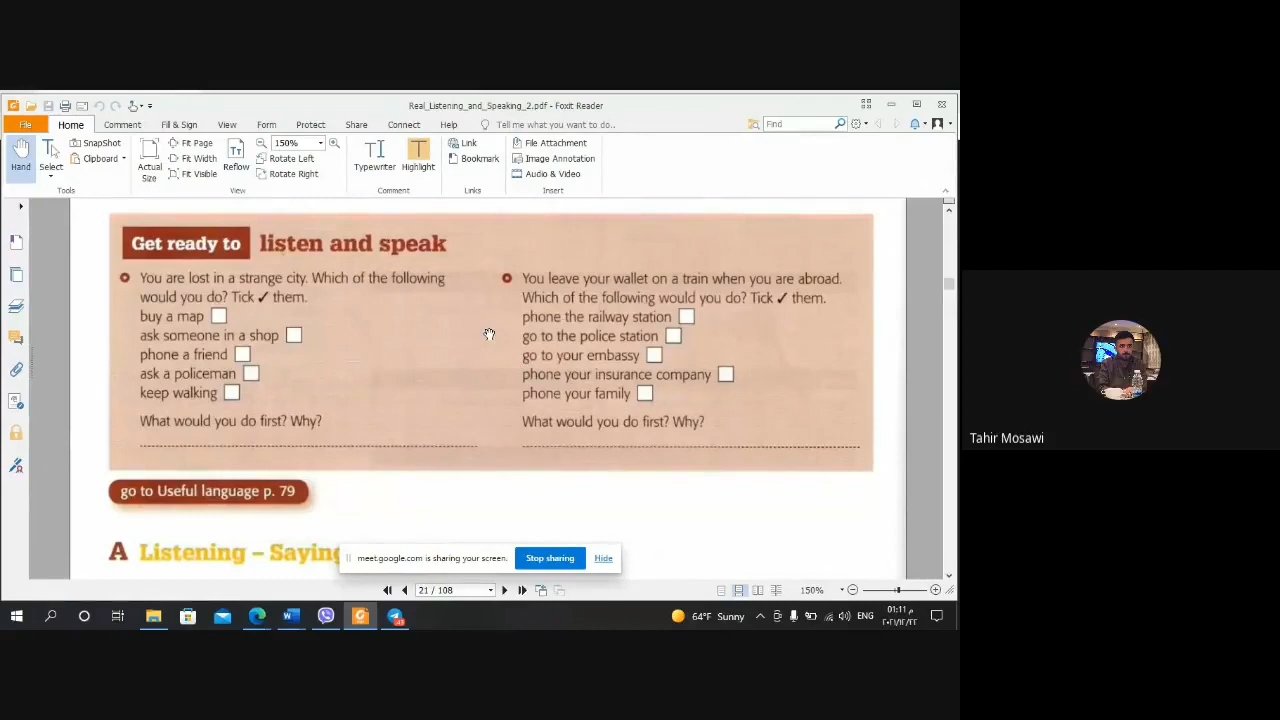 Real_Listening_and_Speaking_2.pdf - Foxit Reader
File Home Comment Fill & Sign View Form Protect Share Connect Help Tell me what you want to do.. Find
Hand
Select
SnapShot
Clipboard
Tools
Actual
Size
Fit Page
Fit Width
Fit Visible
Reflow
150%
Rotate Left
Rotate Right
View
Typewriter
Highlight
Comment
Link
Bookmark
Links
File Attachment
Image Annotation
Audio & Video
Insert
Get ready to listen and speak
You are lost in a strange city. Which of the following
would you do? Tick ✓ them.
buy a map
ask someone in a shop
phone a friend
ask a policeman
keep walking
What would you do first? Why?
You leave your wallet on a train when you are abroad.
Which of the following would you do? Tick ✓ them.
phone the railway station
go to the police station
go to your embassy
phone your insurance company
phone your family
What would you do first? Why?
go to Useful language p. 79
A Listening – Saying
meet.google.com is sharing your screen. Stop sharing Hide
21 / 108
150%
64°F Sunny
ENG
01:11 م
Tahir Mosawi